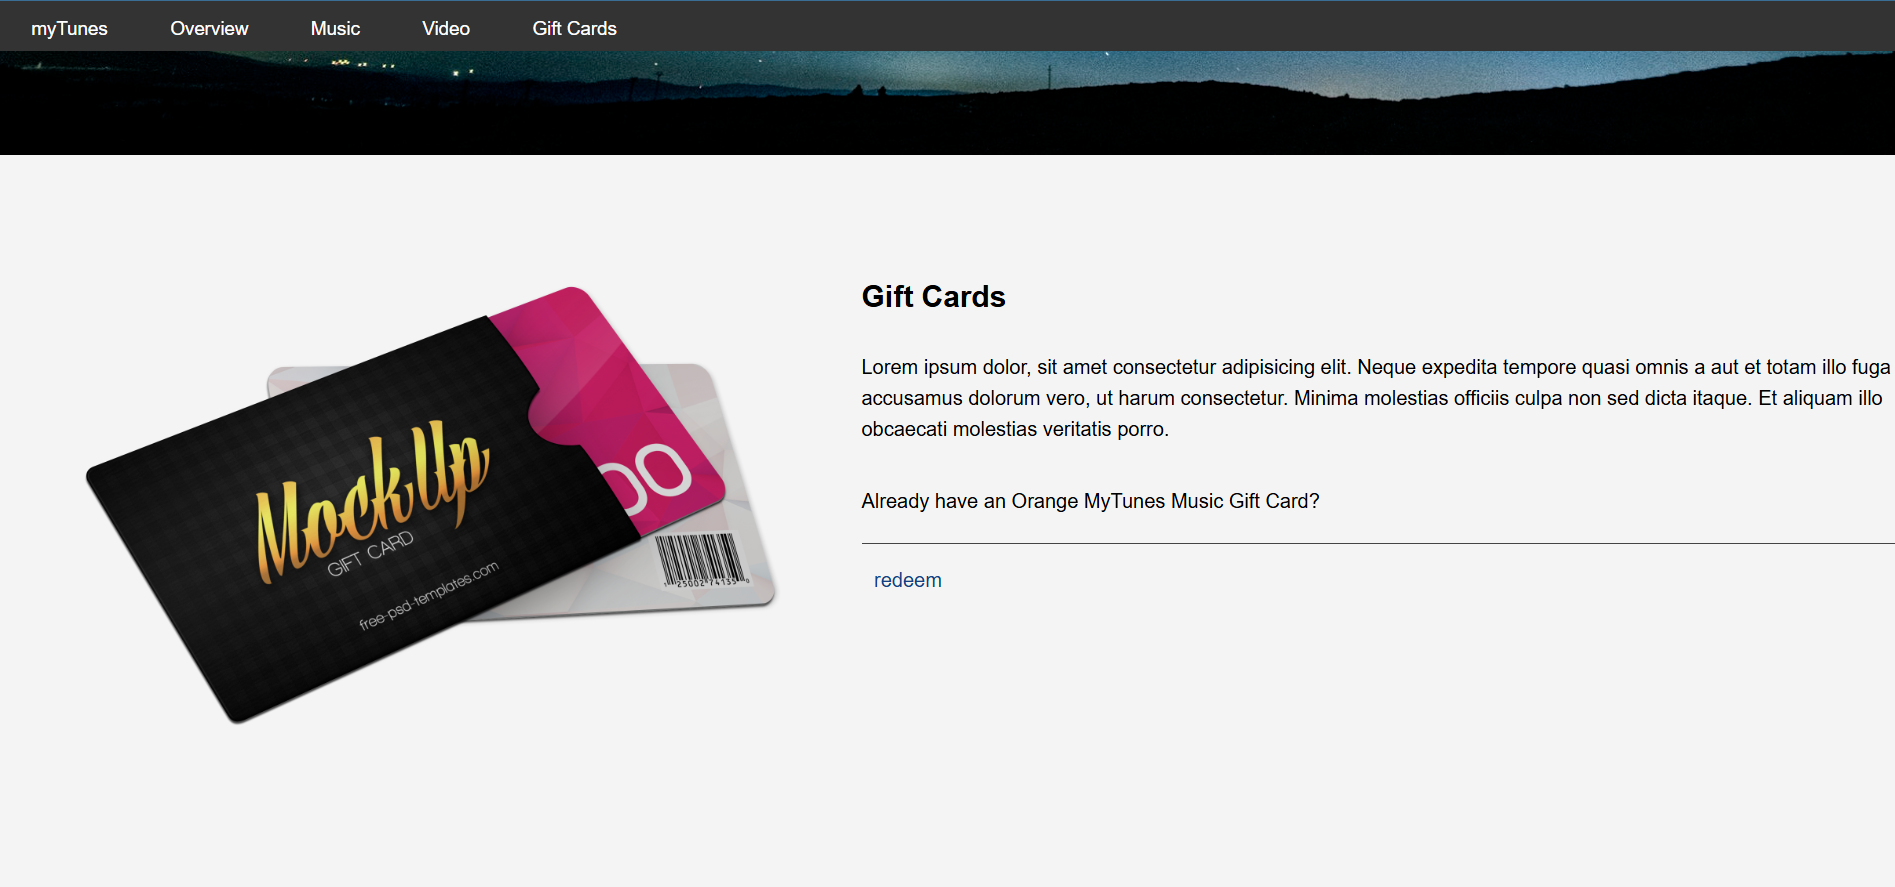 myTunes Overview Music Video Gift Cards
Gift Cards
Lorem ipsum dolor, sit amet consectetur adipisicing elit. Neque expedita tempore quasi omnis a aut et totam illo fuga
accusamus dolorum vero, ut harum consectetur. Minima molestias officiis culpa non sed dicta itaque. Et aliquam illo
obcaecati molestias veritatis porro.
Already have an Orange MyTunes Music Gift Card?
redeem
MockUp
GIFT CARD
free-psd-templates.com
00